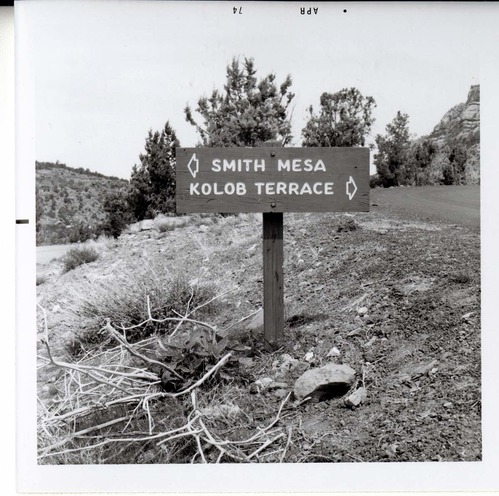 74 APR •
SMITH MESA
KOLOB TERRACE